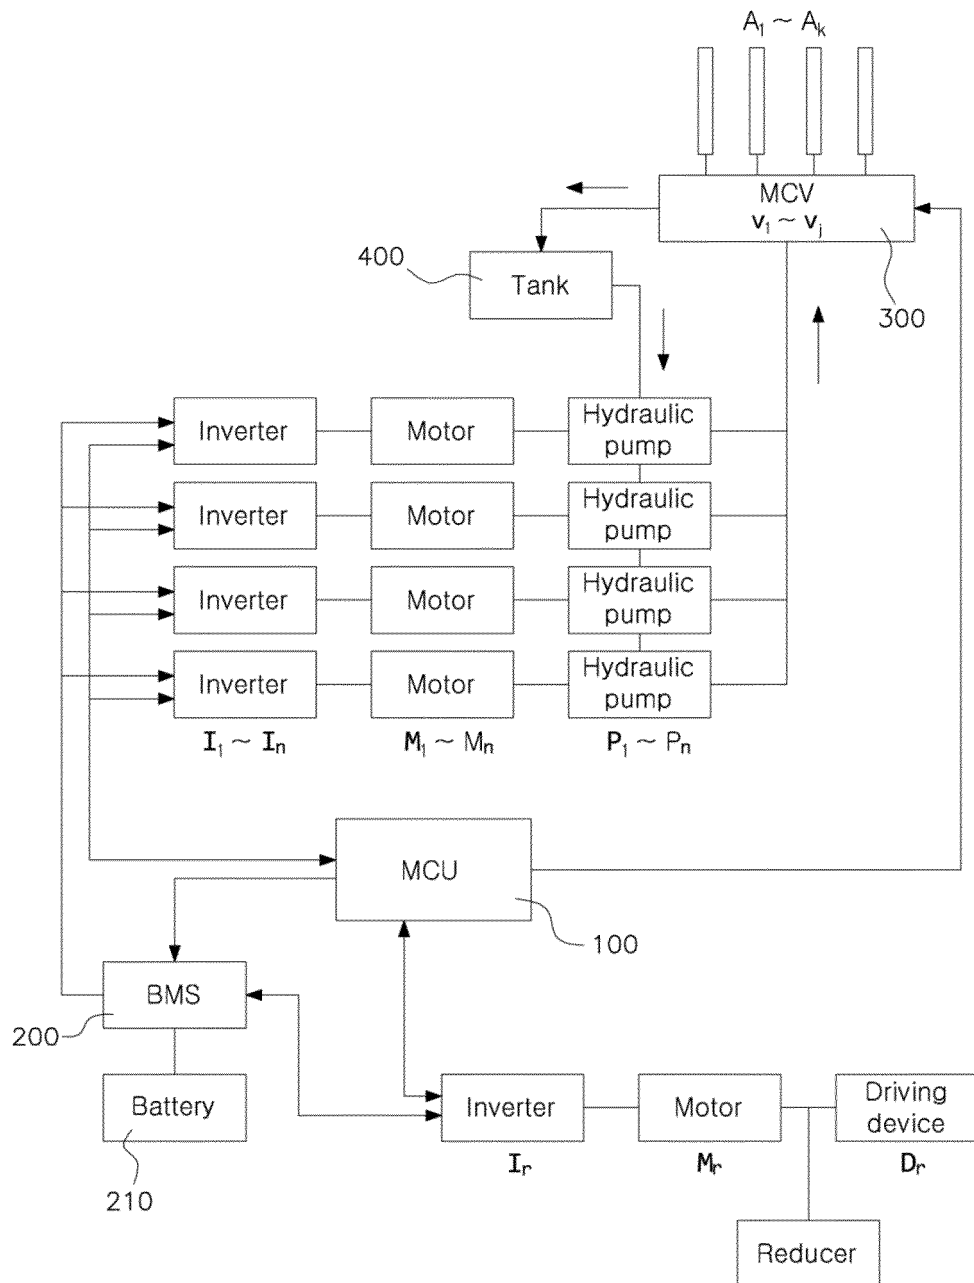 A₁ ~ Aₖ
MCV
v₁ ~ vⱼ
300
400
Tank
Inverter
Motor
Hydraulic
pump
Inverter
Motor
Hydraulic
pump
Inverter
Motor
Hydraulic
pump
Inverter
Motor
Hydraulic
pump
I₁ ~ Iₙ
M₁ ~ Mₙ
P₁ ~ Pₙ
MCU
100
BMS
200
Battery
210
Inverter
Iᵣ
Motor
Mᵣ
Driving
device
Dᵣ
Reducer